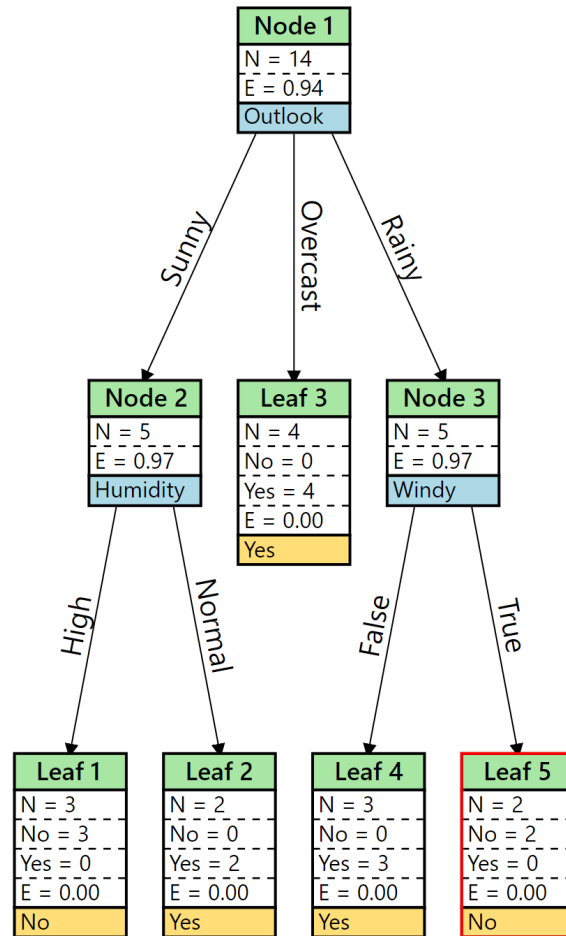 Node 1
N = 14
E = 0.94
Outlook
Sunny
Overcast
Rainy
Node 2
N = 5
E = 0.97
Humidity
Leaf 3
N = 4
No = 0
Yes = 4
E = 0.00
Yes
Node 3
N = 5
E = 0.97
Windy
High
Normal
False
True
Leaf 1
N = 3
No = 3
Yes = 0
E = 0.00
No
Leaf 2
N = 2
No = 0
Yes = 2
E = 0.00
Yes
Leaf 4
N = 3
No = 0
Yes = 3
E = 0.00
Yes
Leaf 5
N = 2
No = 2
Yes = 0
E = 0.00
No